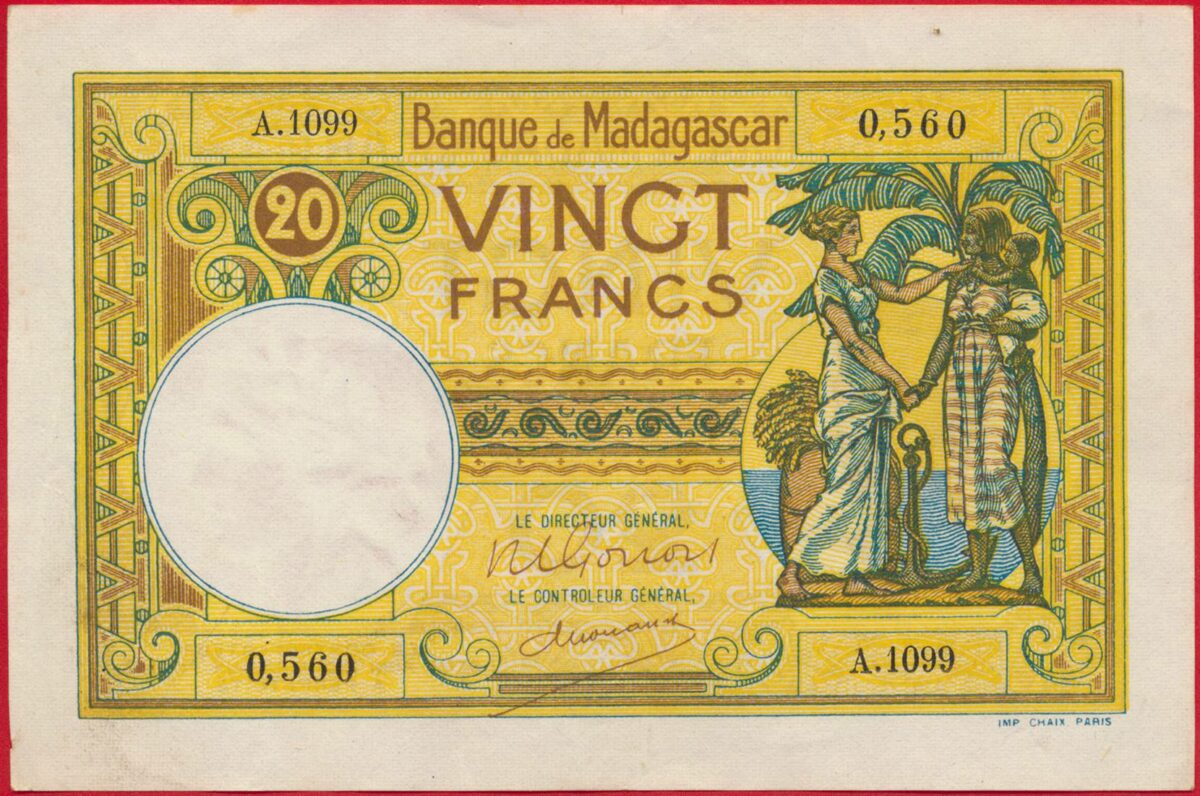 A.1099 Banque de Madagascar 0,560
20
VINGT
FRANCS
LE DIRECTEUR GÉNÉRAL,
LE CONTROLEUR GÉNÉRAL,
0,560 A.1099
IMP CHAIX PARIS